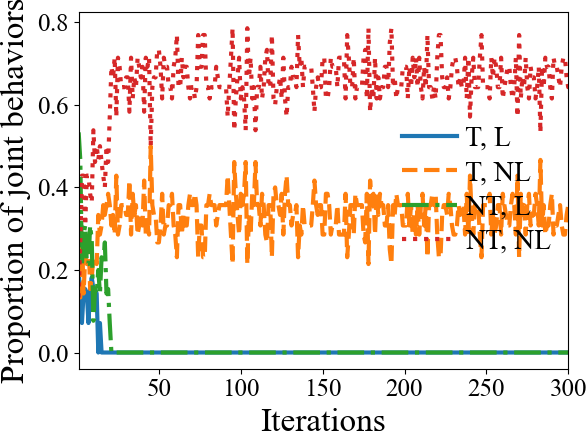 Proportion of joint behaviors
0.8
0.6
0.4
0.2
0.0
T, L
T, NL
NT, L
NT, NL
50
100
150
200
250
300
Iterations